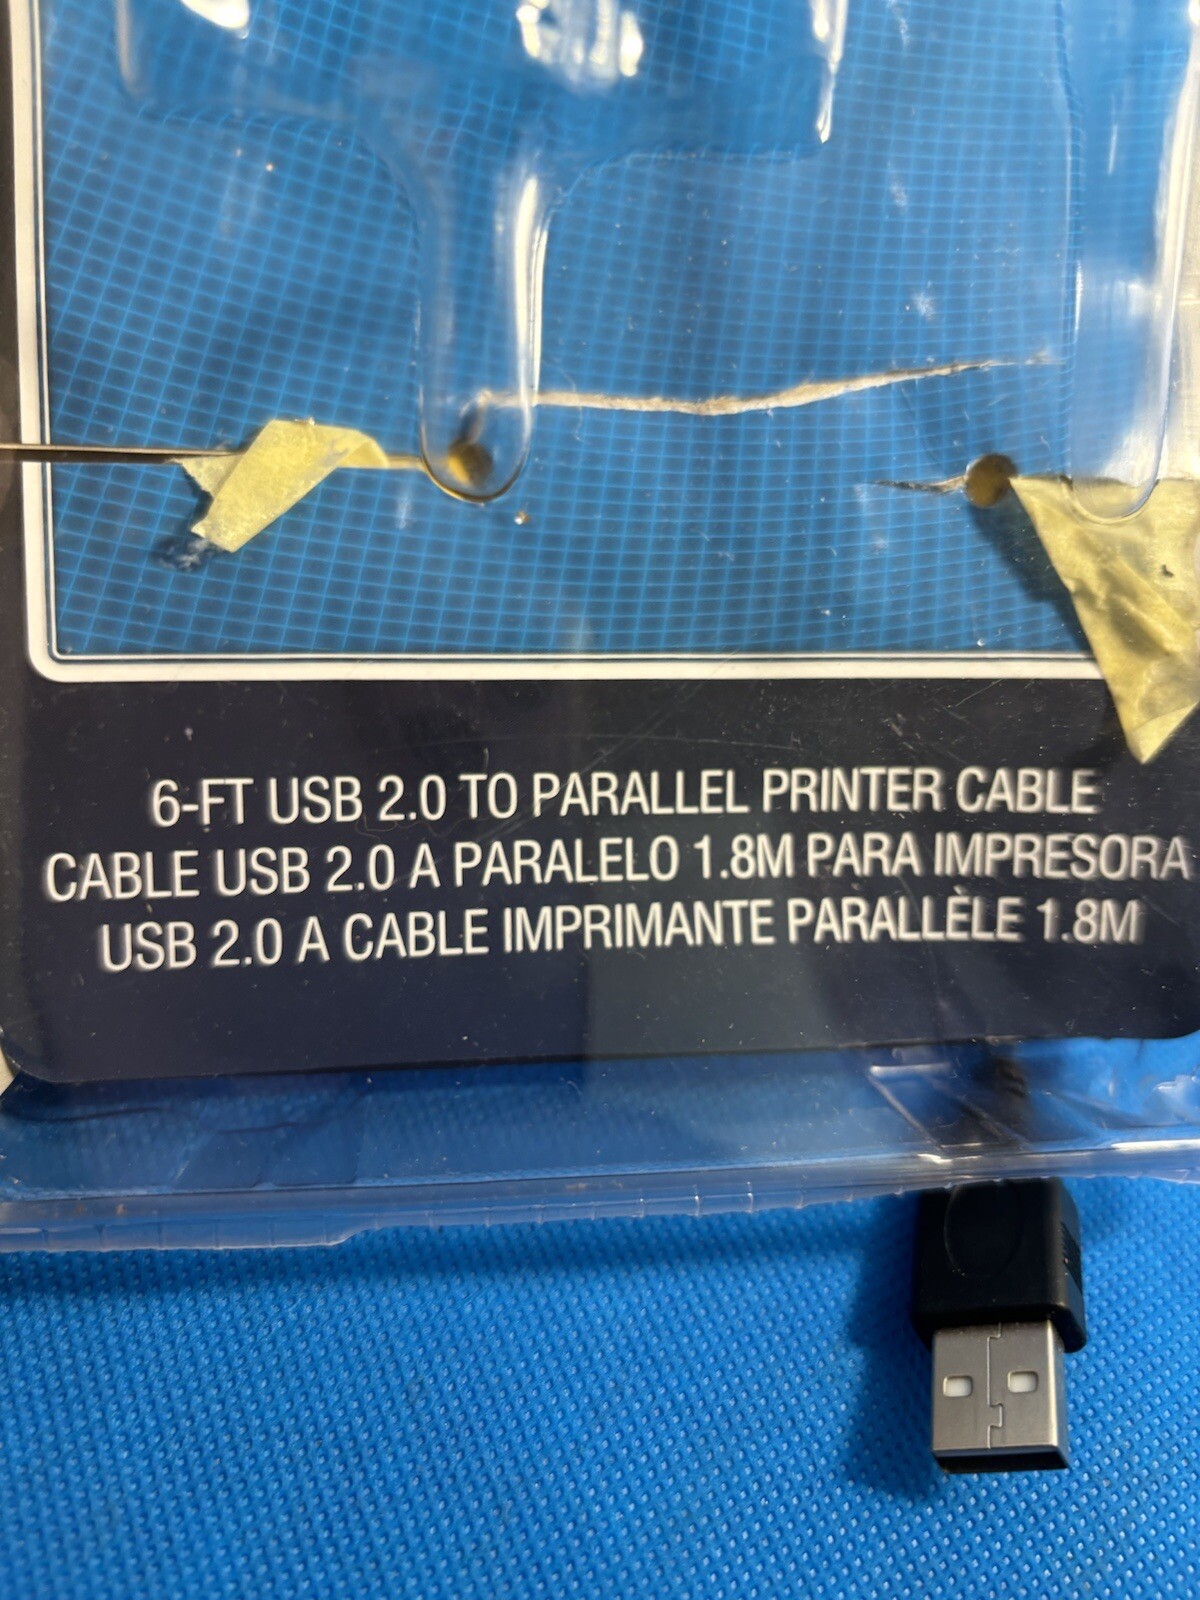 6-FT USB 2.0 TO PARALLEL PRINTER CABLE
CABLE USB 2.0 A PARALELO 1.8M PARA IMPRESORA
USB 2.0 A CABLE IMPRIMANTE PARALLÈLE 1.8M